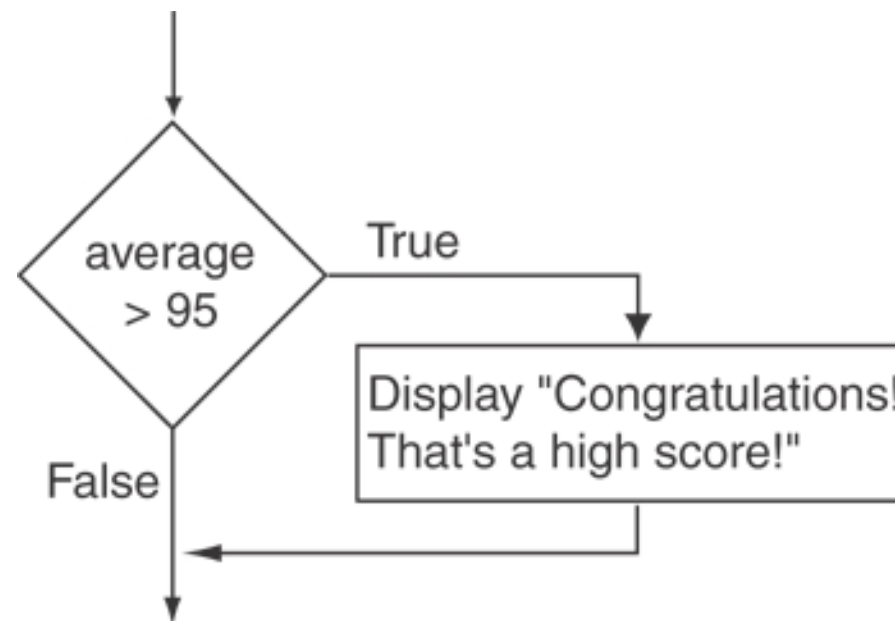 average
> 95
True
Display "Congratulations!
That's a high score!"
False